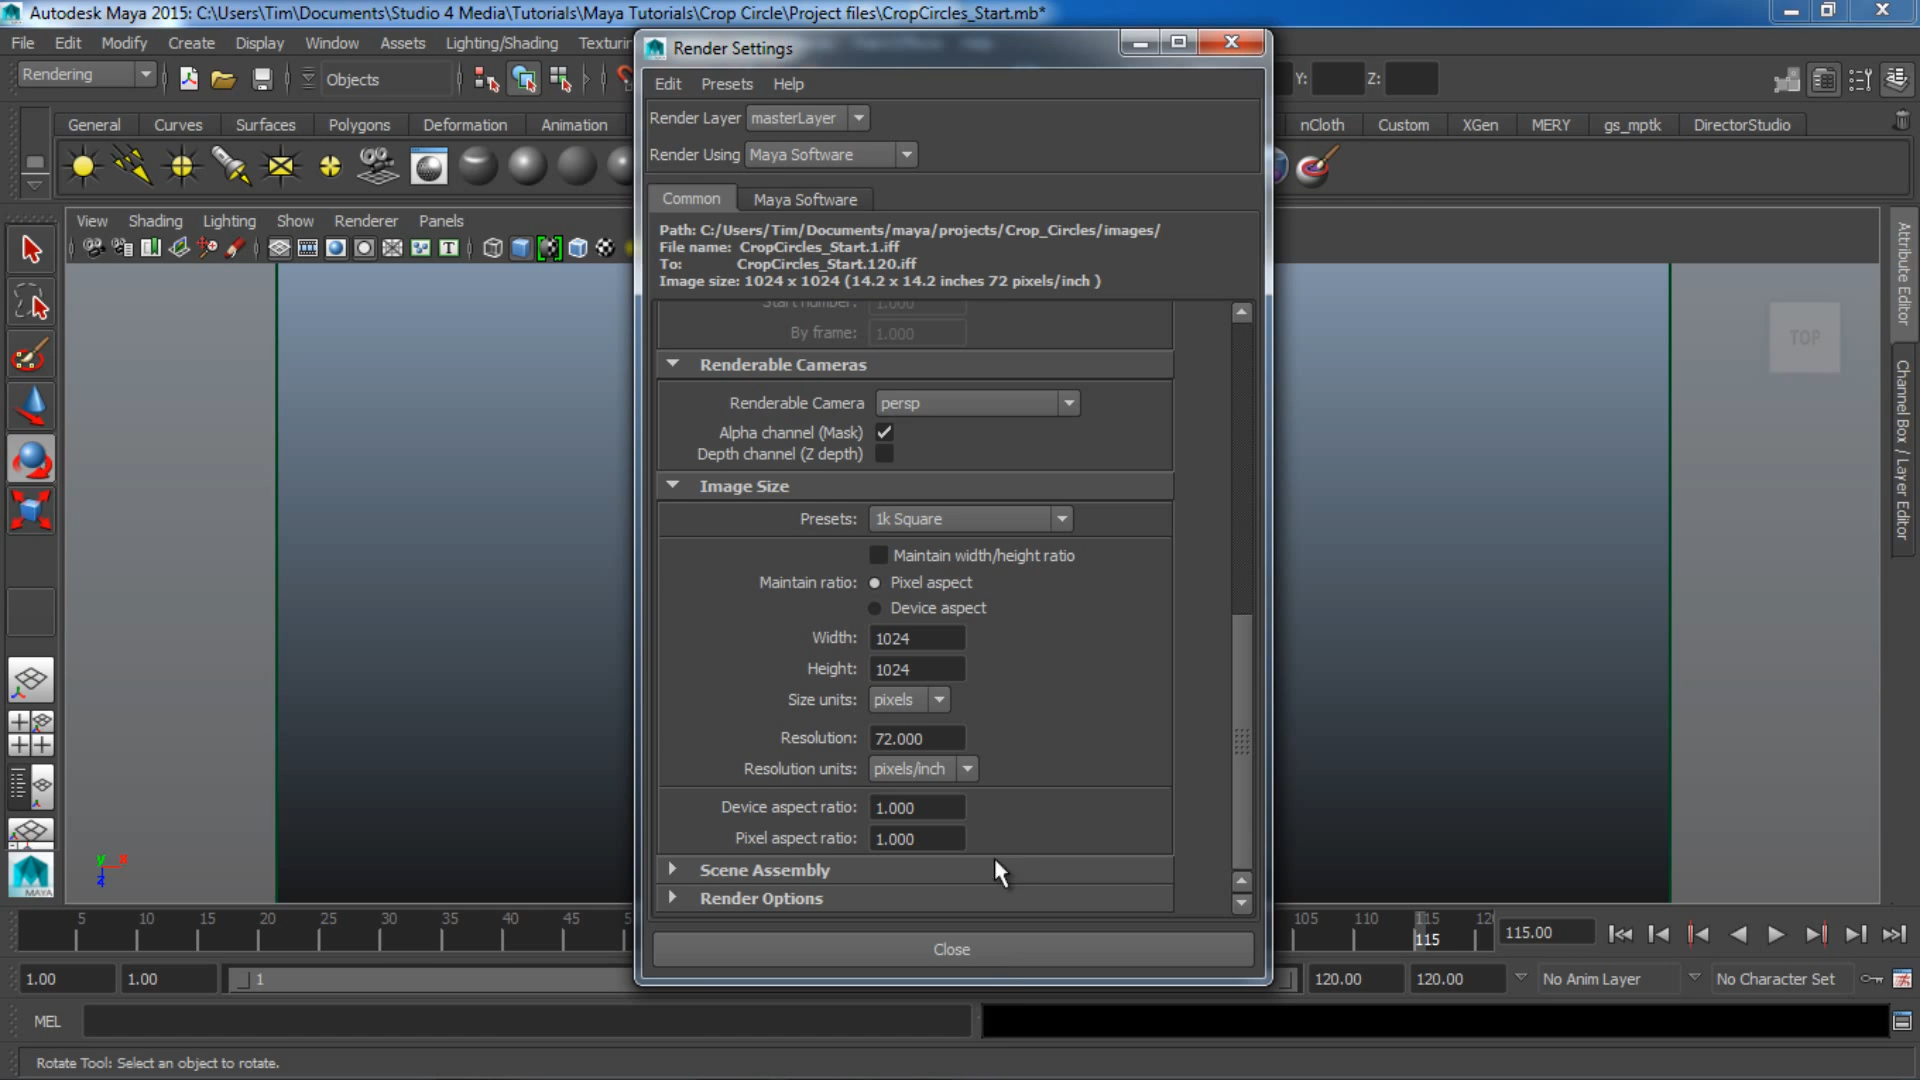 Autodesk Maya 2015: C:\Users\Tim\Documents\Studio 4 Media\Tutorials\Maya Tutorials\Crop Circle\Project files\CropCircles_Start.mb*
File Edit Modify Create Display Window Assets Lighting/Shading Texturin
Rendering
Objects
Y:
Z:
General Curves Surfaces Polygons Deformation Animation
nCloth Custom XGen MERY gs_mptk DirectorStudio
View Shading Lighting Show Renderer Panels
Render Settings
Edit Presets Help
Render Layer masterLayer
Render Using Maya Software
Common Maya Software
Path: C:/Users/Tim/Documents/maya/projects/Crop_Circles/images/
File name: CropCircles_Start.1.iff
To: CropCircles_Start.120.iff
Image size: 1024 x 1024 (14.2 x 14.2 inches 72 pixels/inch )
Start number: 1.000
By frame: 1.000
Renderable Cameras
Renderable Camera persp
Alpha channel (Mask)
Depth channel (Z depth)
Image Size
Presets: 1k Square
Maintain width/height ratio
Maintain ratio: Pixel aspect
Device aspect
Width: 1024
Height: 1024
Size units: pixels
Resolution: 72.000
Resolution units: pixels/inch
Device aspect ratio: 1.000
Pixel aspect ratio: 1.000
Scene Assembly
Render Options
Close
TOP
Attribute Editor
Channel Box / Layer Editor
y x
z
MAYA
5 10 15 20 25 30 35 40 45 5
105 110 115 12
115
115.00
1.00 1.00 1
120.00 120.00 No Anim Layer No Character Set
MEL
Rotate Tool: Select an object to rotate.